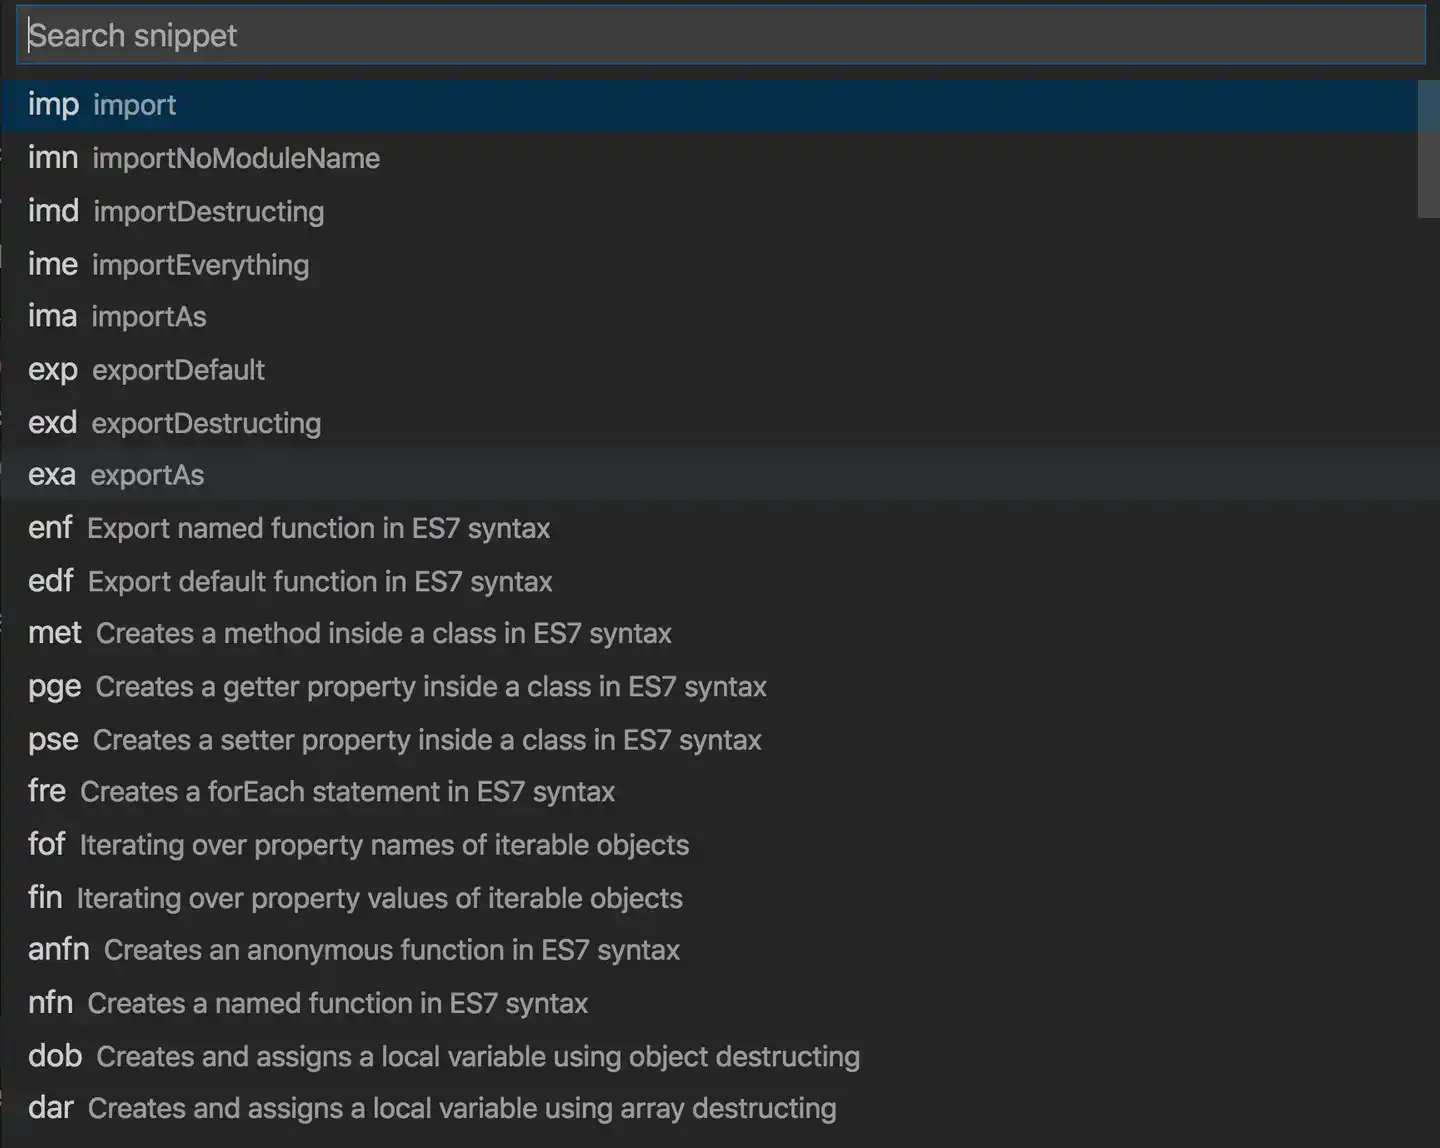 Search snippet
imp import
imn importNoModuleName
imd importDestructing
ime importEverything
ima importAs
exp exportDefault
exd exportDestructing
exa exportAs
enf Export named function in ES7 syntax
edf Export default function in ES7 syntax
met Creates a method inside a class in ES7 syntax
pge Creates a getter property inside a class in ES7 syntax
pse Creates a setter property inside a class in ES7 syntax
fre Creates a forEach statement in ES7 syntax
fof Iterating over property names of iterable objects
fin Iterating over property values of iterable objects
anfn Creates an anonymous function in ES7 syntax
nfn Creates a named function in ES7 syntax
dob Creates and assigns a local variable using object destructing
dar Creates and assigns a local variable using array destructing